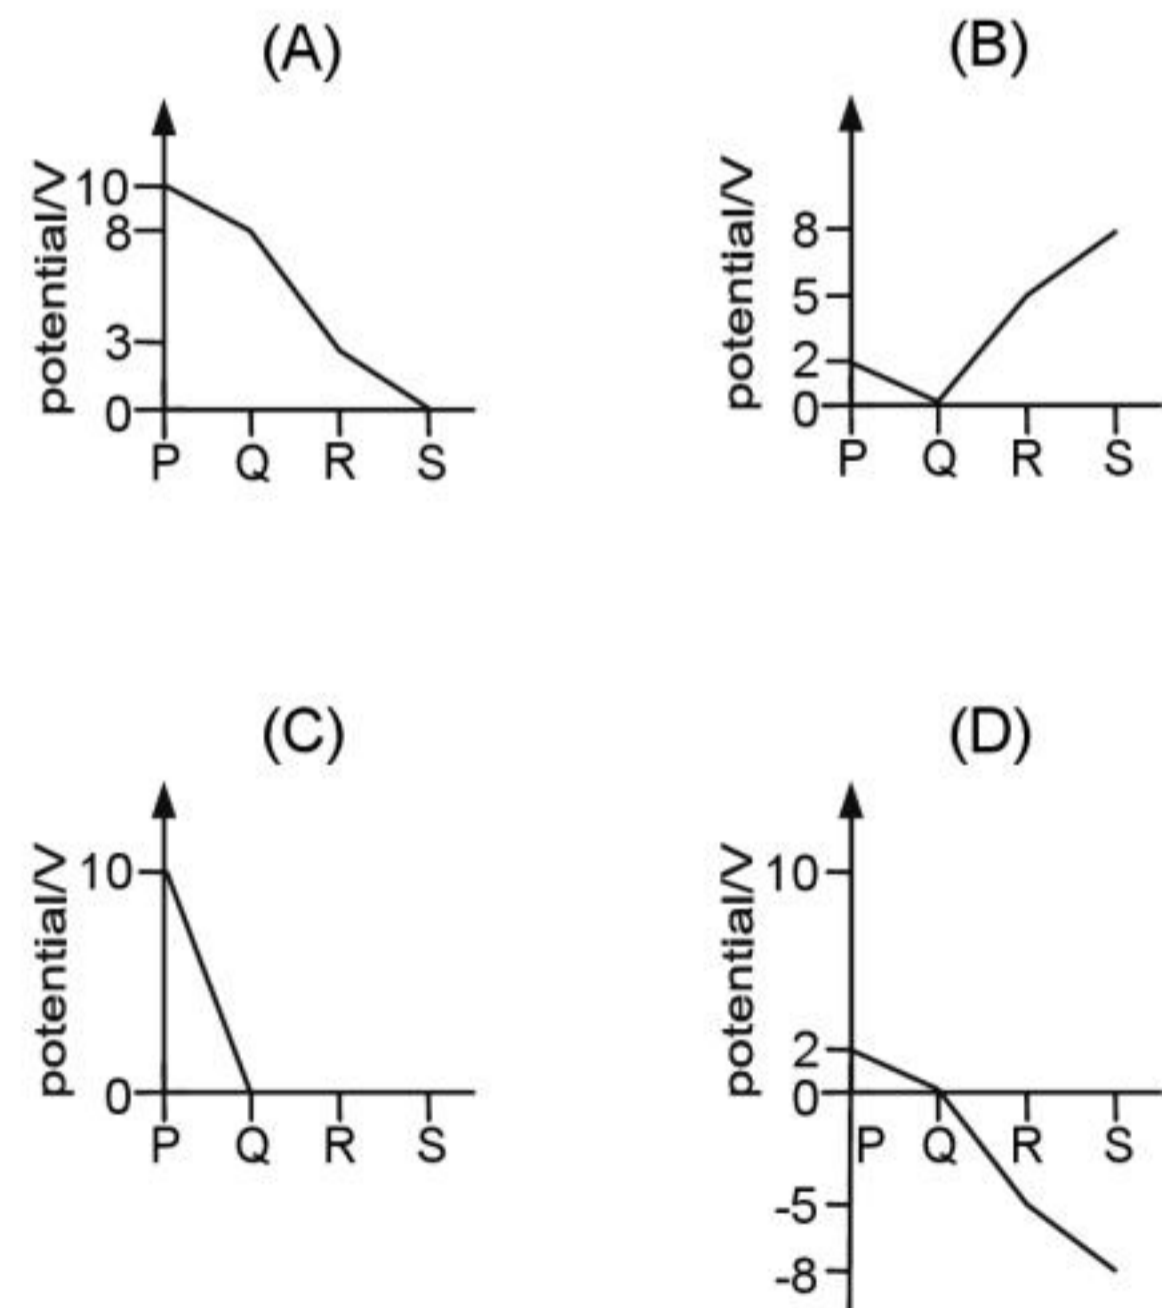 (A)
potential/V
10
8
3
0
P Q R S
(B)
potential/V
8
5
2
0
P Q R S
(C)
potential/V
10
0
P Q R S
(D)
potential/V
10
2
0
P Q R S
-5
-8